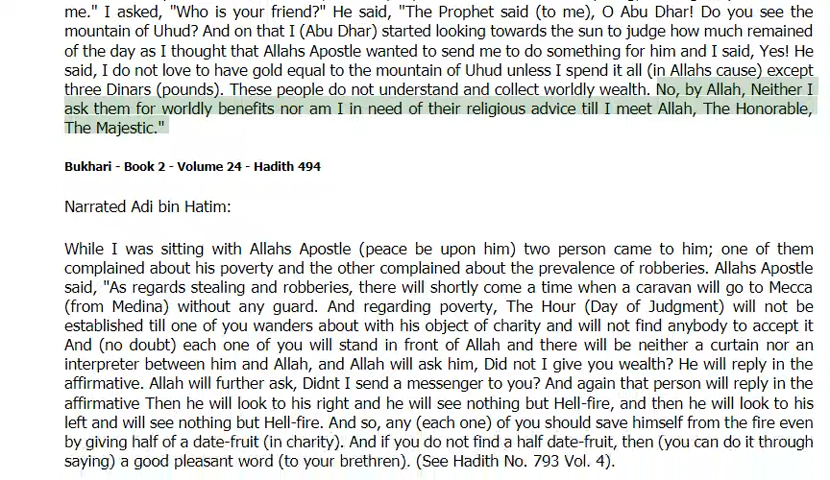 me." I asked, "Who is your friend?" He said, "The Prophet said (to me), O Abu Dhar! Do you see the
mountain of Uhud? And on that I (Abu Dhar) started looking towards the sun to judge how much remained
of the day as I thought that Allahs Apostle wanted to send me to do something for him and I said, Yes! He
said, I do not love to have gold equal to the mountain of Uhud unless I spend it all (in Allahs cause) except
three Dinars (pounds). These people do not understand and collect worldly wealth. No, by Allah, Neither I
ask them for worldly benefits nor am I in need of their religious advice till I meet Allah, The Honorable,
The Majestic."
Bukhari - Book 2 - Volume 24 - Hadith 494
Narrated Adi bin Hatim:
While I was sitting with Allahs Apostle (peace be upon him) two person came to him; one of them
complained about his poverty and the other complained about the prevalence of robberies. Allahs Apostle
said, "As regards stealing and robberies, there will shortly come a time when a caravan will go to Mecca
(from Medina) without any guard. And regarding poverty, The Hour (Day of Judgment) will not be
established till one of you wanders about with his object of charity and will not find anybody to accept it
And (no doubt) each one of you will stand in front of Allah and there will be neither a curtain nor an
interpreter between him and Allah, and Allah will ask him, Did not I give you wealth? He will reply in the
affirmative. Allah will further ask, Didnt I send a messenger to you? And again that person will reply in the
affirmative Then he will look to his right and he will see nothing but Hell-fire, and then he will look to his
left and will see nothing but Hell-fire. And so, any (each one) of you should save himself from the fire even
by giving half of a date-fruit (in charity). And if you do not find a half date-fruit, then (you can do it through
saying) a good pleasant word (to your brethren). (See Hadith No. 793 Vol. 4).